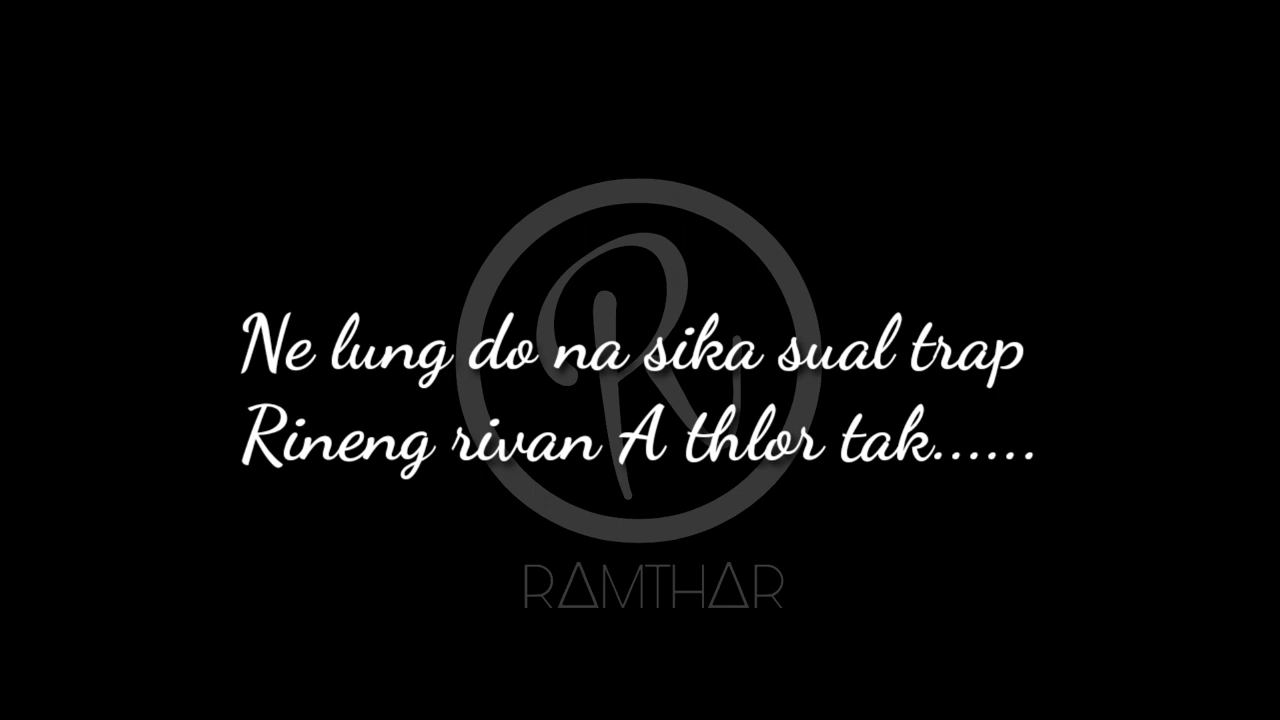 Ne lung do na sika sual trap
Rineng rivan A thlor tak......
R
RAMTHAR